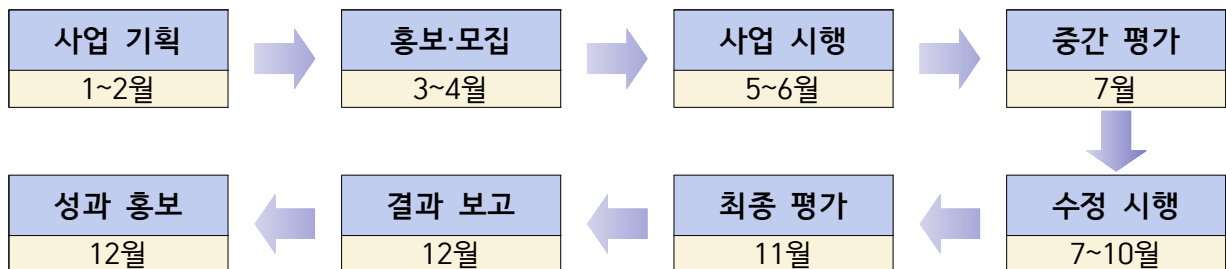 사업 기획
1~2월
홍보·모집
3~4월
사업 시행
5~6월
중간 평가
7월
수정 시행
7~10월
최종 평가
11월
결과 보고
12월
성과 홍보
12월